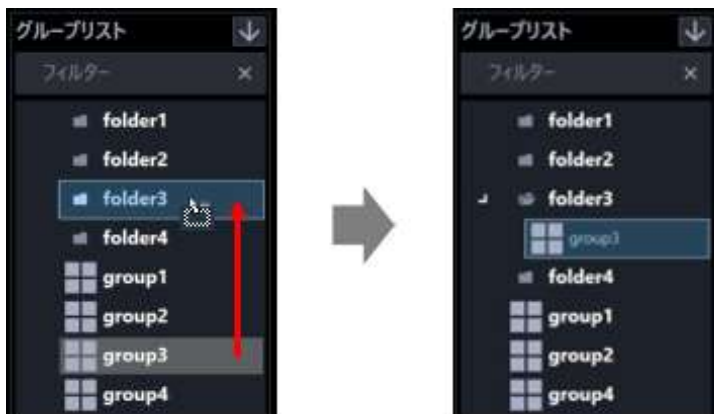 グループリスト
フィルター
folder1
folder2
folder3
folder4
group1
group2
group3
group4
グループリスト
フィルター
folder1
folder2
folder3
group3
folder4
group1
group2
group4